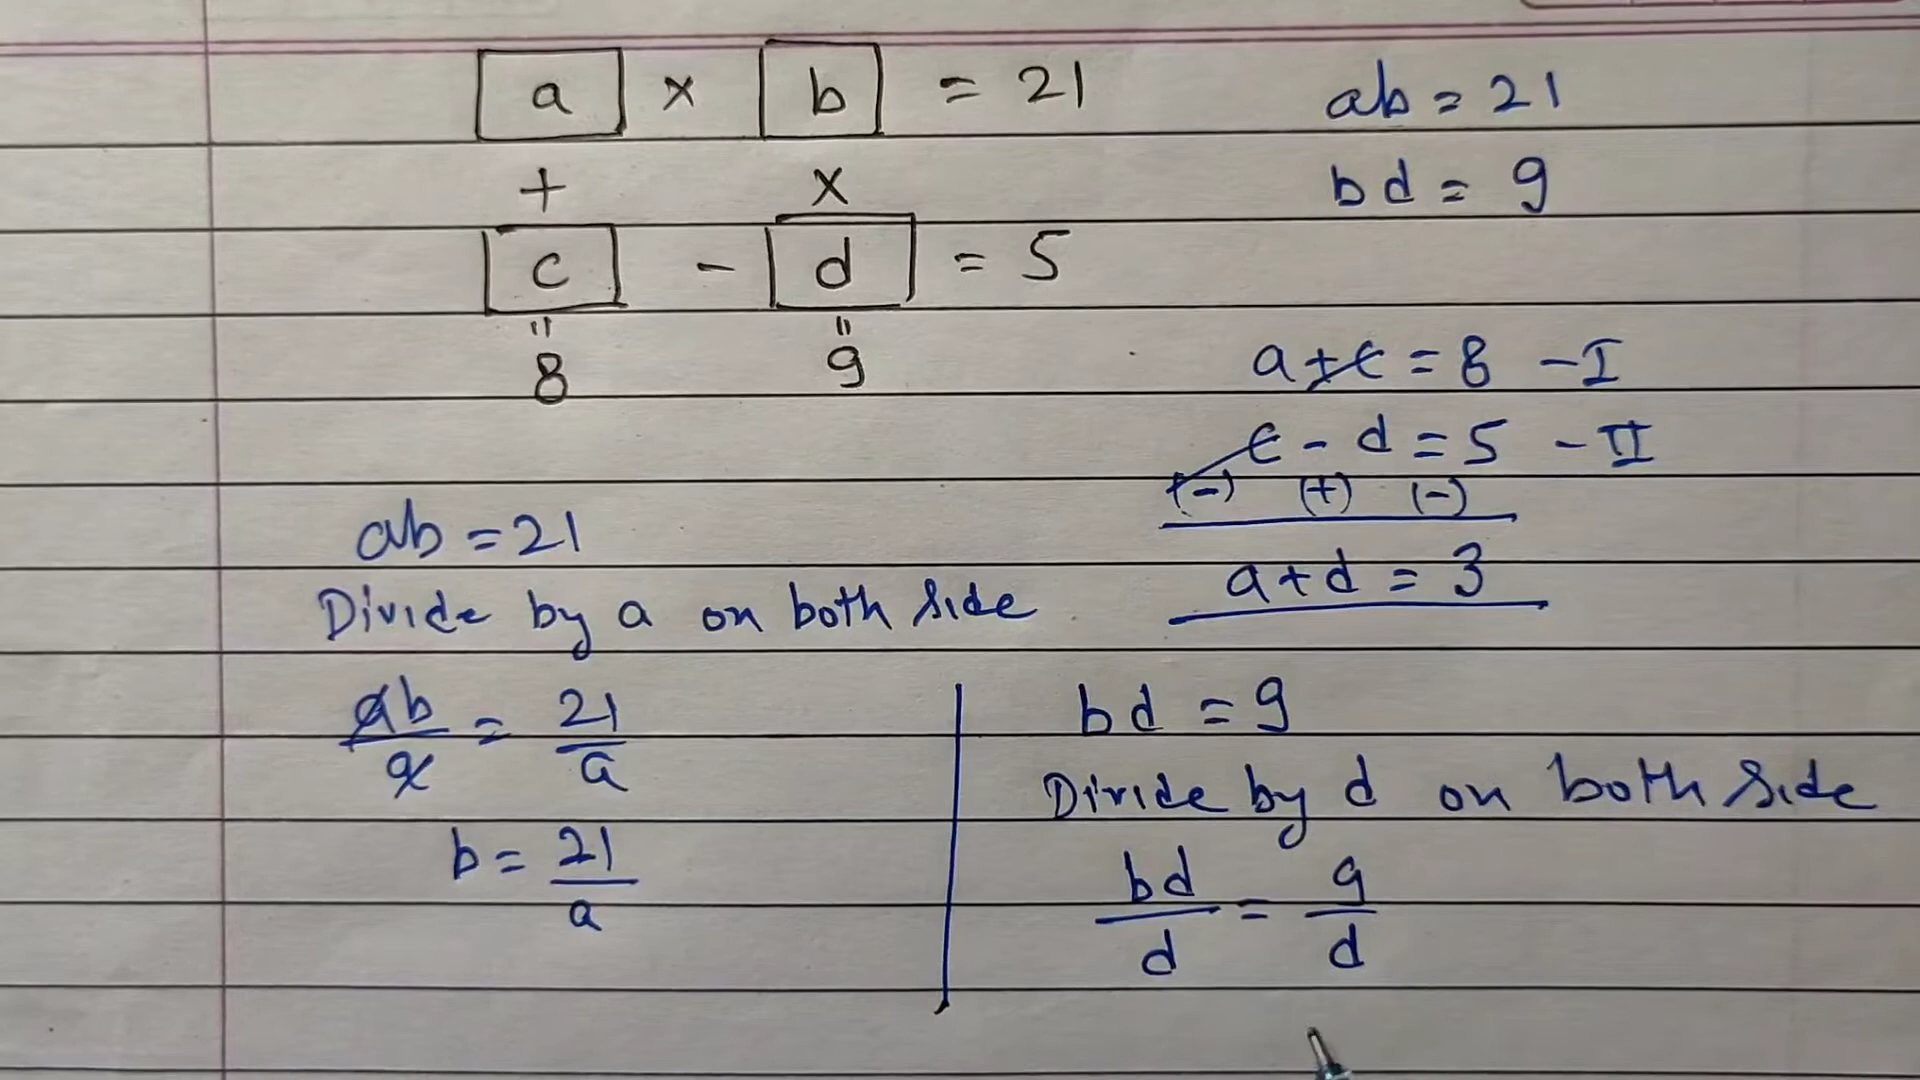 a × b = 21
+ ×
c - d = 5
=  =
8 9
ab = 21
bd = 9
a + c = 8 - I
c - d = 5 - II
(-) (+) (-)
a + d = 3
ab = 21
Divide by a on both side
ab/a = 21/a
b = 21/a
bd = 9
Divide by d on both side
bd/d = 9/d